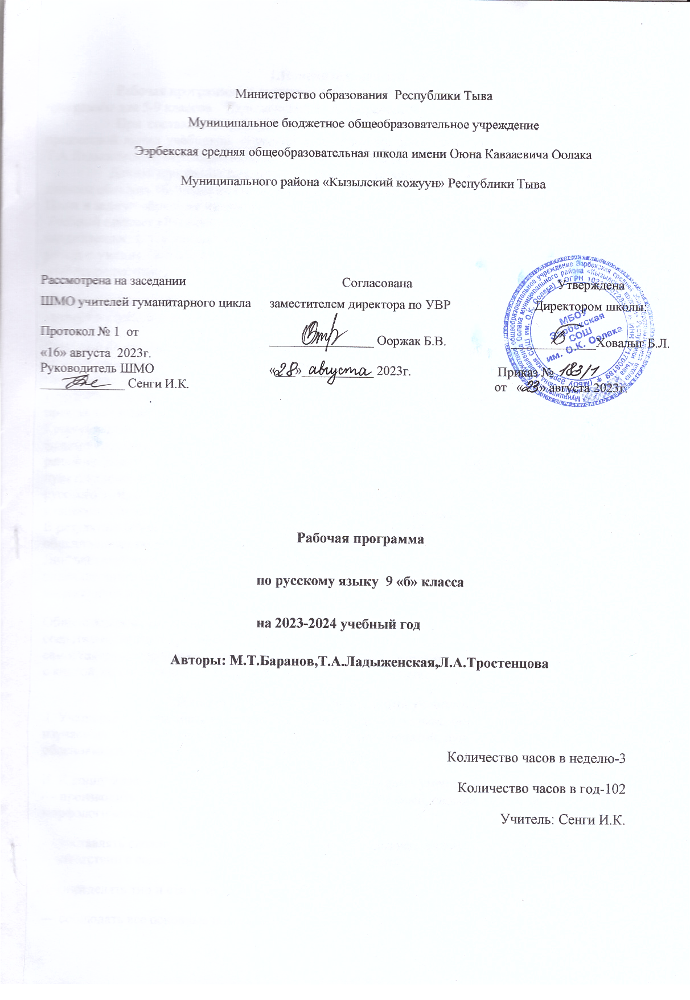 Министерство образования  Республики Тыва
Муниципальное бюджетное общеобразовательное учреждение
Ээрбекская средняя общеобразовательная школа имени Оюна Каваевича Оолака
Муниципального района «Кызылский кожуун» Республики Тыва
Рассмотрена на заседании
ШМО учителей гуманитарного цикла
Протокол № 1  от
«16» августа  2023г.
Руководитель ШМО
____________ Сенги И.К.
Согласована
заместителем директора по УВР
_______________ Ооржак Б.В.
«28» августа 2023г.
Утверждена
Директором школы:
____________Ховалыг Б.Л.
Приказ № 183/1
от   «23» августа 2023г.
МБОУ
Ээрбекская
СОШ
им. О.К. Оолака
Рабочая программа
по русскому языку  9 «б» класса
на 2023-2024 учебный год
Авторы: М.Т.Баранов,Т.А.Ладыженская,Л.А.Тростенцова
Количество часов в неделю-3
Количество часов в год-102
Учитель: Сенги И.К.